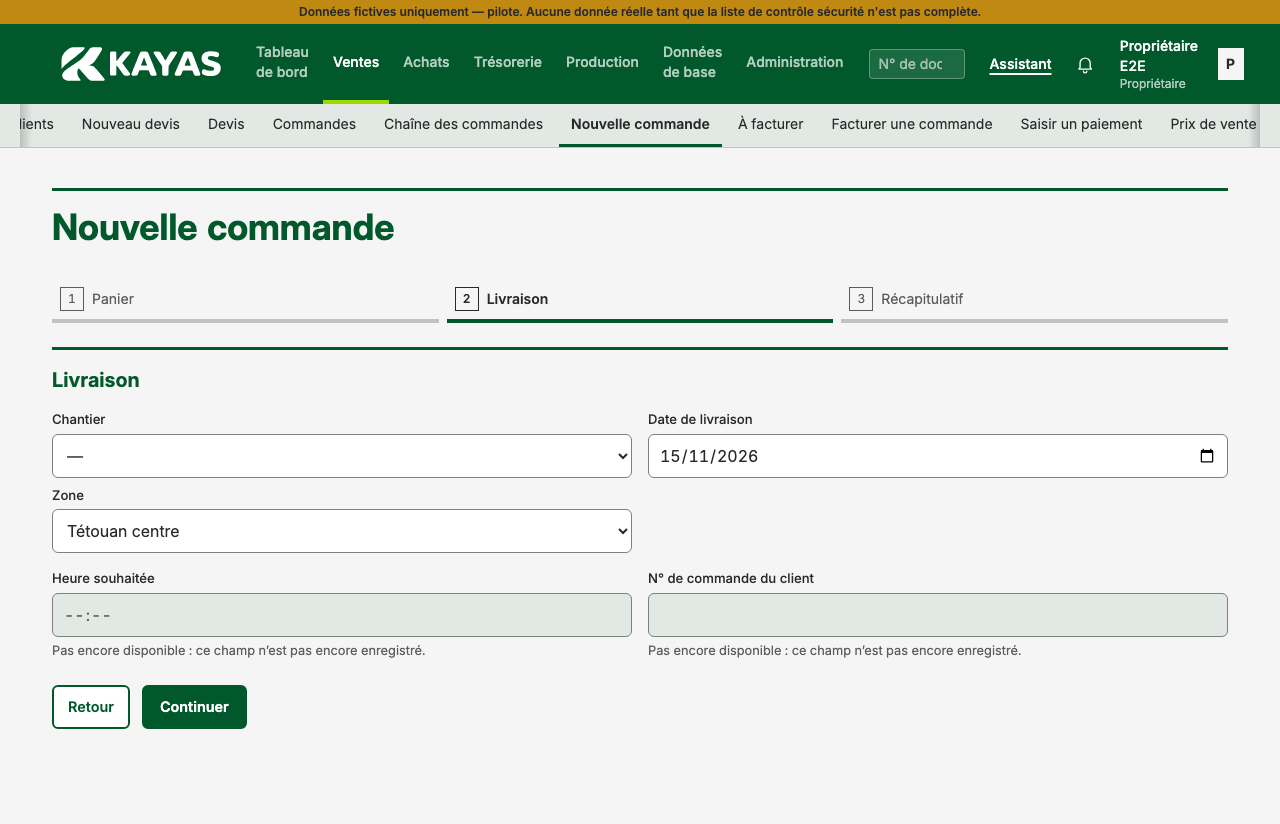 Données fictives uniquement — pilote. Aucune donnée réelle tant que la liste de contrôle sécurité n'est pas complète.
KAYAS
Tableau de bord
Ventes
Achats
Trésorerie
Production
Données de base
Administration
N° de doc
Assistant
Propriétaire E2E
Propriétaire
P
lients
Nouveau devis
Devis
Commandes
Chaîne des commandes
Nouvelle commande
À facturer
Facturer une commande
Saisir un paiement
Prix de vente
Nouvelle commande
1 Panier
2 Livraison
3 Récapitulatif
Livraison
Chantier
—
Date de livraison
15/11/2026
Zone
Tétouan centre
Heure souhaitée
--:--
Pas encore disponible : ce champ n’est pas encore enregistré.
N° de commande du client
Pas encore disponible : ce champ n’est pas encore enregistré.
Retour
Continuer